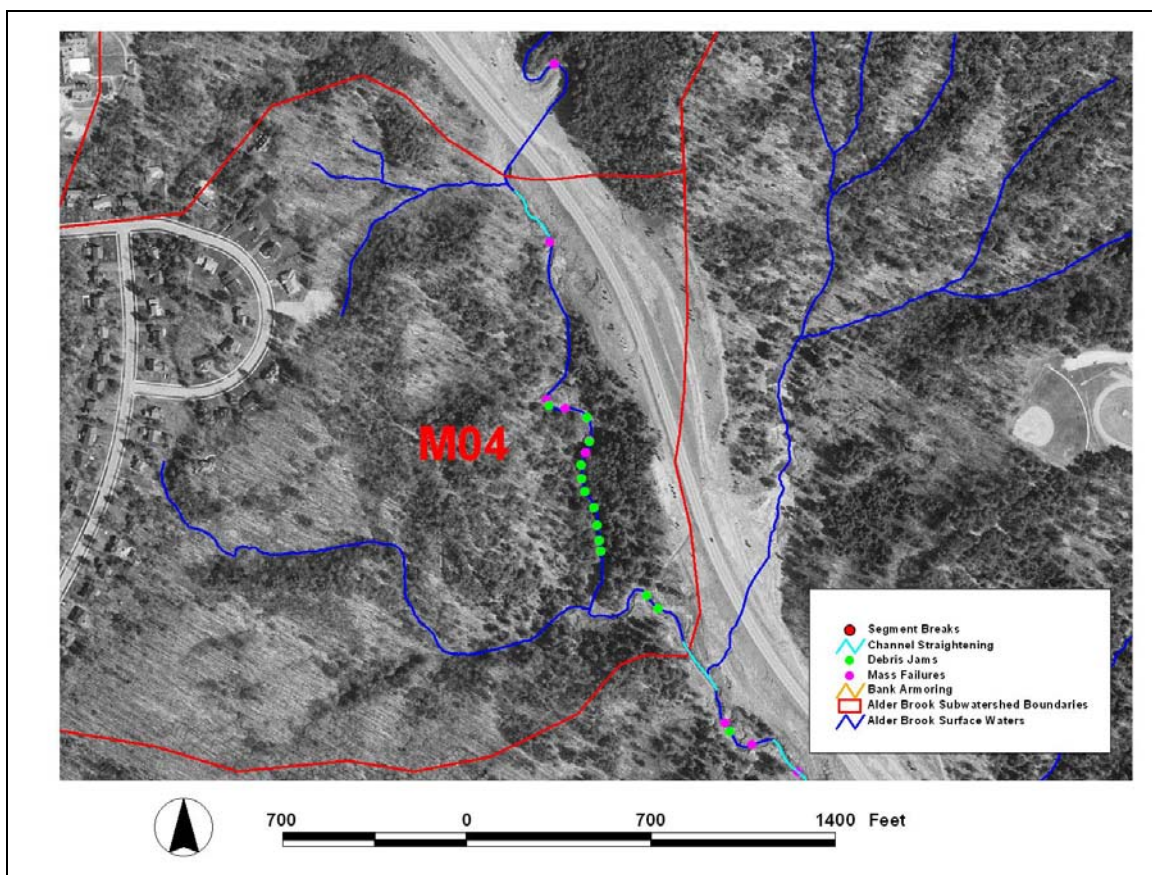 M04
Segment Breaks
Channel Straightening
Debris Jams
Mass Failures
Bank Armoring
Alder Brook Subwatershed Boundaries
Alder Brook Surface Waters
700 0 700 1400 Feet